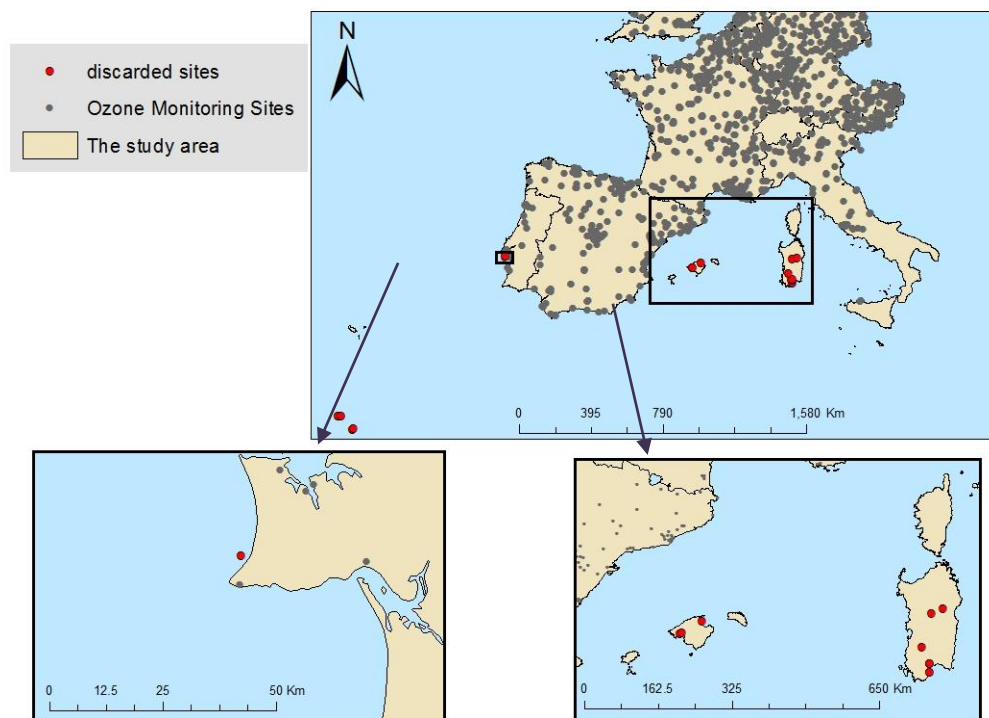 N
discarded sites
Ozone Monitoring Sites
The study area
0 395 790 1,580 Km
0 12.5 25 50 Km
0 162.5 325 650 Km